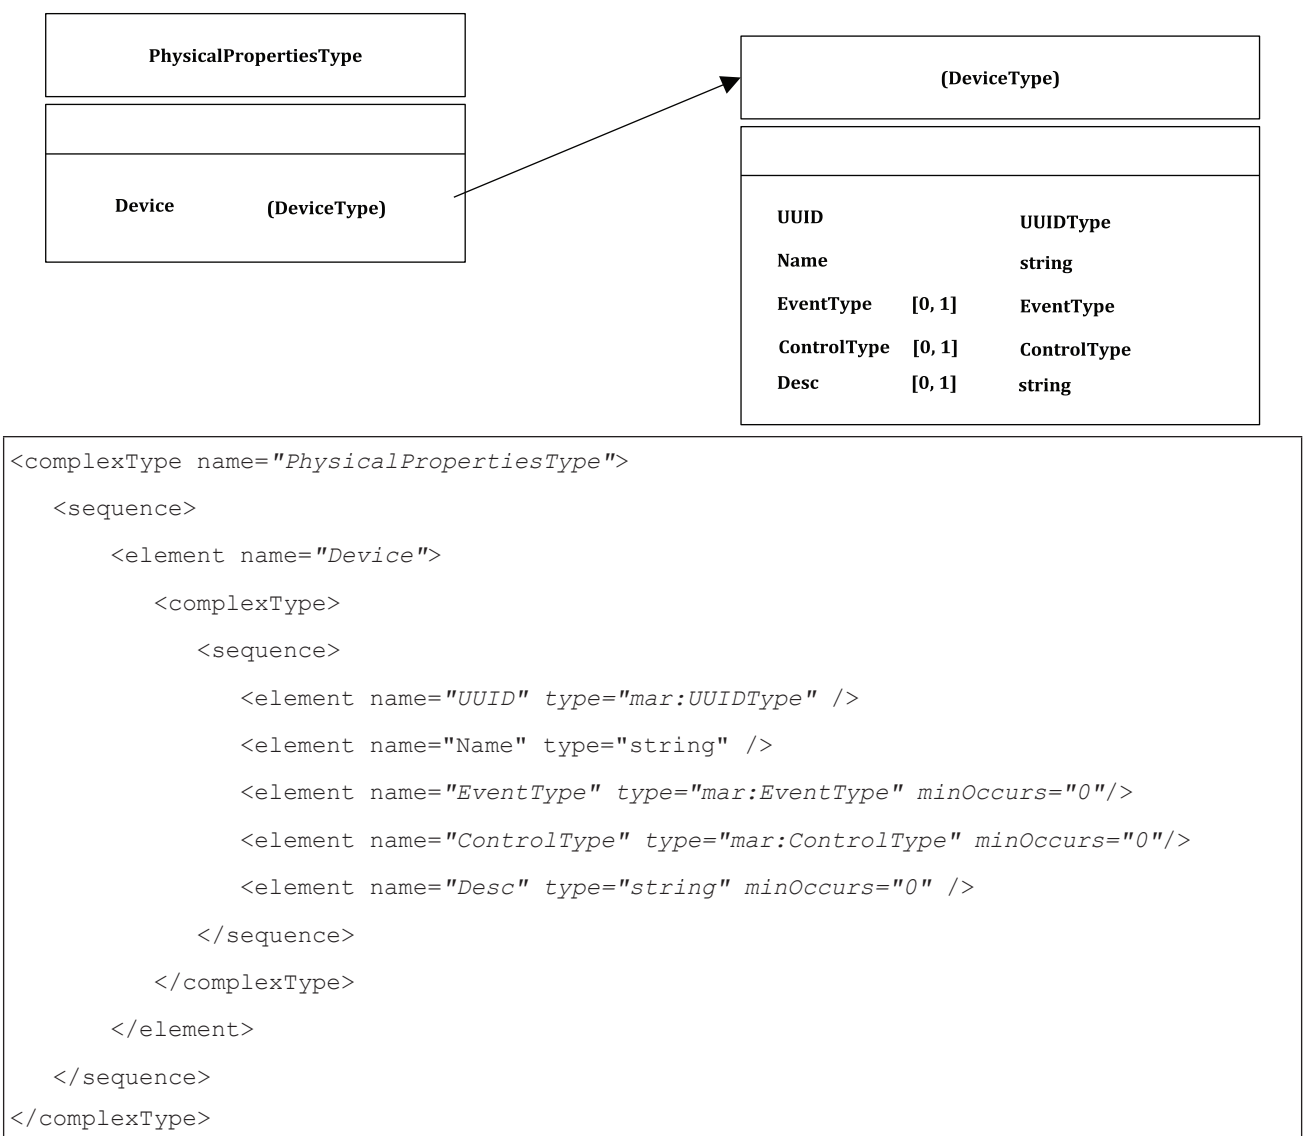 PhysicalPropertiesType
Device (DeviceType)
(DeviceType)
UUID UUIDType
Name string
EventType [0, 1] EventType
ControlType [0, 1] ControlType
Desc [0, 1] string
<complexType name="PhysicalPropertiesType">
<sequence>
<element name="Device">
<complexType>
<sequence>
<element name="UUID" type="mar:UUIDType" />
<element name="Name" type="string" />
<element name="EventType" type="mar:EventType" minOccurs="0"/>
<element name="ControlType" type="mar:ControlType" minOccurs="0"/>
<element name="Desc" type="string" minOccurs="0" />
</sequence>
</complexType>
</element>
</sequence>
</complexType>